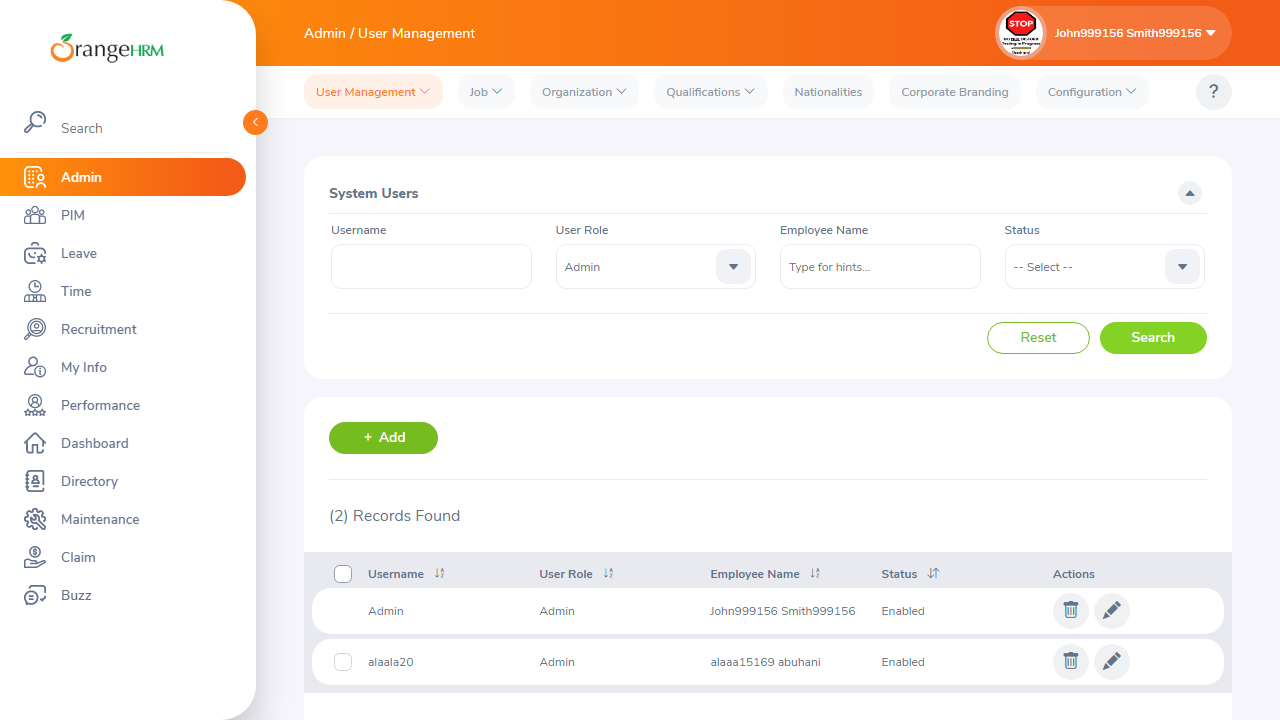 OrangeHRM
Search
Admin
PIM
Leave
Time
Recruitment
My Info
Performance
Dashboard
Directory
Maintenance
Claim
Buzz
Admin / User Management
STOP
John999156 Smith999156
User Management
Job
Organization
Qualifications
Nationalities
Corporate Branding
Configuration
?
System Users
Username
User Role
Employee Name
Status
Admin
Type for hints...
-- Select --
Reset
Search
+ Add
(2) Records Found
Username
User Role
Employee Name
Status
Actions
Admin
Admin
John999156 Smith999156
Enabled
alaala20
Admin
alaaa15169 abuhani
Enabled